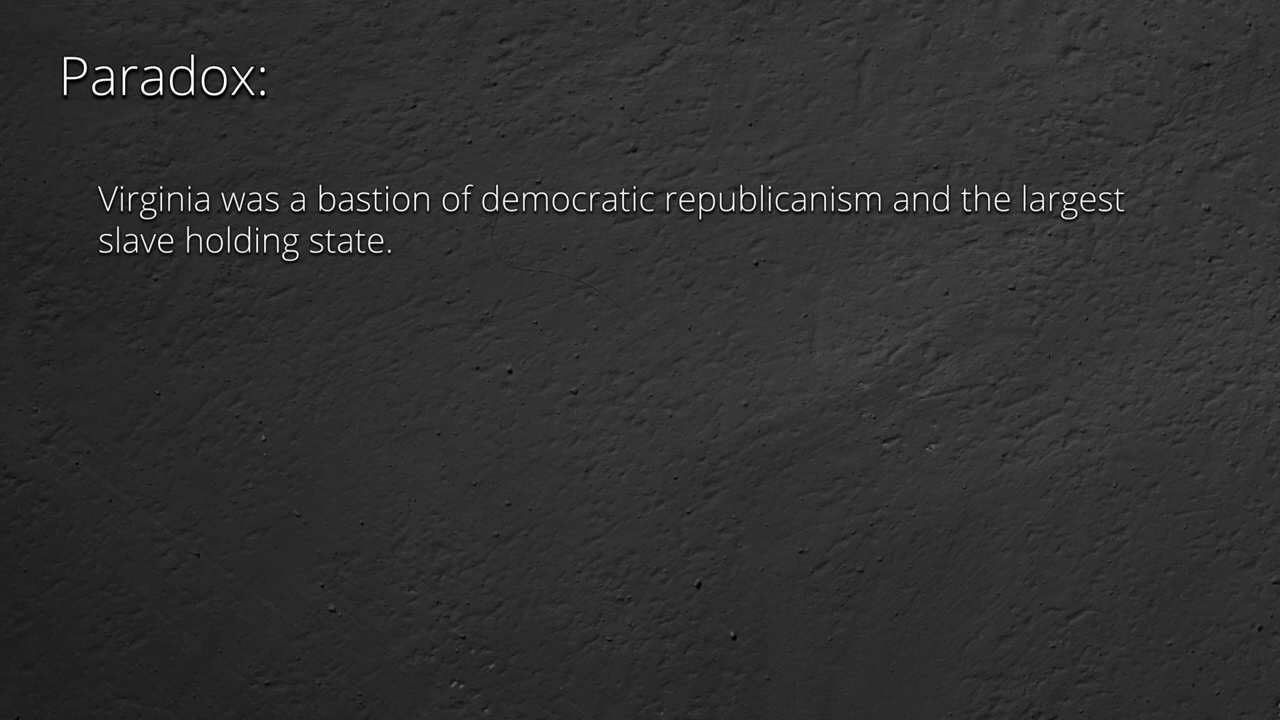 Paradox:
Virginia was a bastion of democratic republicanism and the largest
slave holding state.